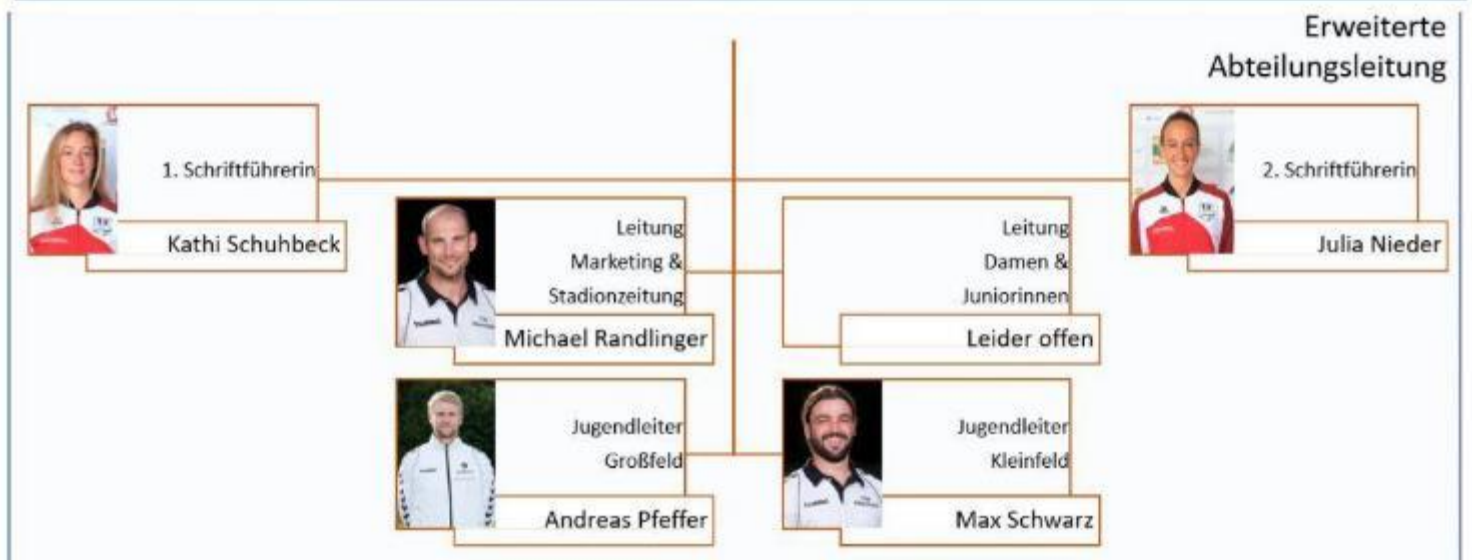 Erweiterte
Abteilungsleitung
1. Schriftführerin
Kathi Schuhbeck
2. Schriftführerin
Julia Nieder
Leitung
Marketing &
Stadionzeitung
Michael Randlinger
Leitung
Damen &
Juniorinnen
Leider offen
Jugendleiter
Großfeld
Andreas Pfeffer
Jugendleiter
Kleinfeld
Max Schwarz